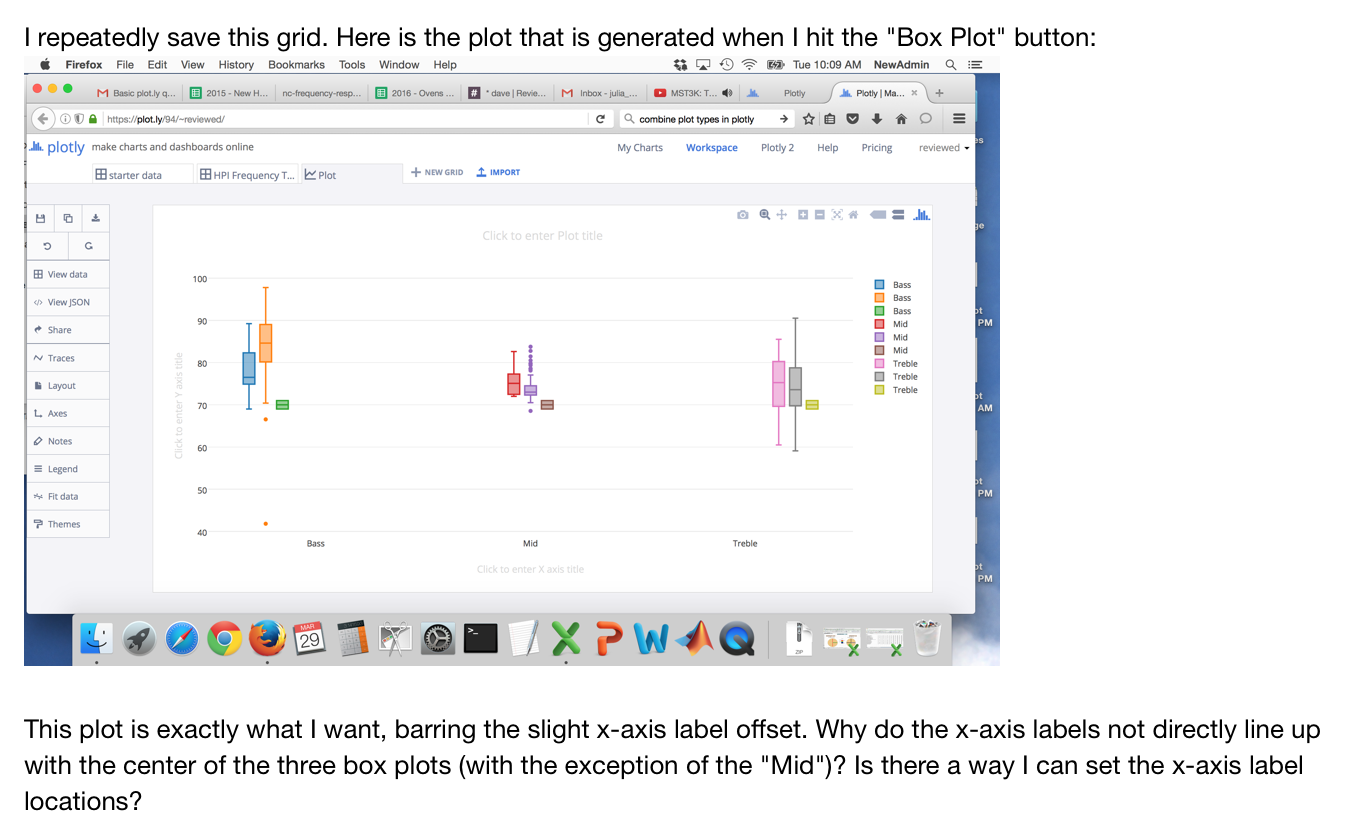 I repeatedly save this grid. Here is the plot that is generated when I hit the "Box Plot" button:
Firefox File Edit View History Bookmarks Tools Window Help Tue 10:09 AM NewAdmin
Basic plot.ly q... 2015 - New H... nc-frequency-resp... 2016 - Ovens ... # * dave | Revie... Inbox - julia_... MST3K: T... Plotly Plotly | Ma... × +
https://plot.ly/94/~reviewed/ combine plot types in plotly
plotly make charts and dashboards online My Charts Workspace Plotly 2 Help Pricing reviewed
starter data HPI Frequency T... Plot + NEW GRID IMPORT
View data
View JSON
Share
Traces
Layout
Axes
Notes
Legend
Fit data
Themes
Click to enter Plot title
Click to enter Y axis title
100
90
80
70
60
50
40
Bass Mid Treble
Click to enter X axis title
Bass
Bass
Bass
Mid
Mid
Mid
Treble
Treble
Treble
PM
AM
PM
PM
MAR
29
ZIP
This plot is exactly what I want, barring the slight x-axis label offset. Why do the x-axis labels not directly line up
with the center of the three box plots (with the exception of the "Mid")? Is there a way I can set the x-axis label
locations?